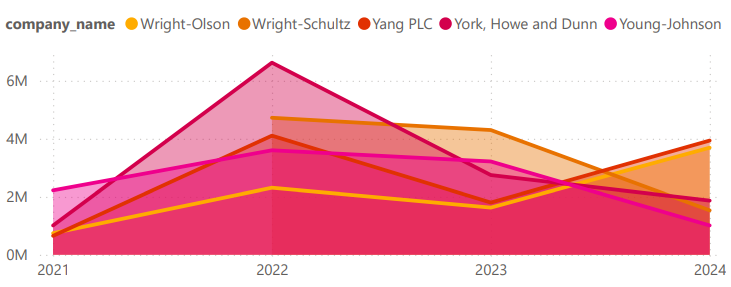 company_name Wright-Olson Wright-Schultz Yang PLC York, Howe and Dunn Young-Johnson
6M
4M
2M
0M
2021 2022 2023 2024